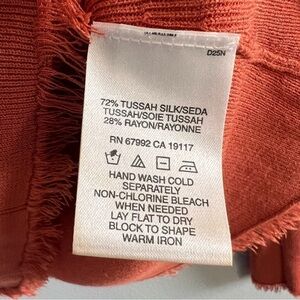 D25N
72% TUSSAH SILK/SEDA
TUSSAH/SOIE TUSSAH
28% RAYON/RAYONNE
RN 67992 CA 19117
HAND WASH COLD
SEPARATELY
NON-CHLORINE BLEACH
WHEN NEEDED
LAY FLAT TO DRY
BLOCK TO SHAPE
WARM IRON